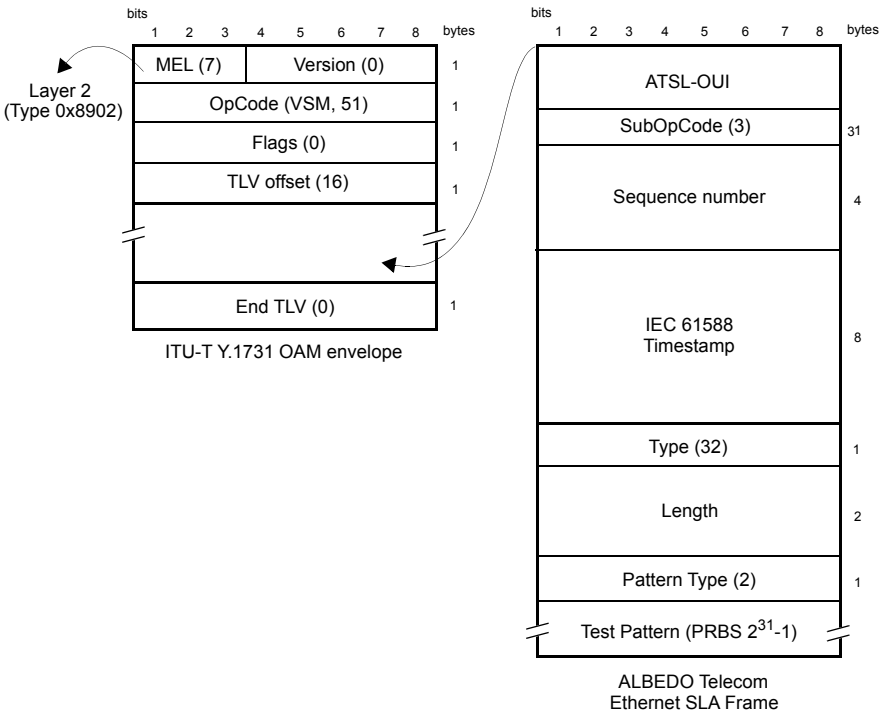 bits
1 2 3 4 5 6 7 8 bytes
MEL (7) Version (0) 1
Layer 2
(Type 0x8902)
OpCode (VSM, 51) 1
Flags (0) 1
TLV offset (16) 1
End TLV (0) 1
ITU-T Y.1731 OAM envelope
bits
1 2 3 4 5 6 7 8 bytes
ATSL-OUI
SubOpCode (3) 31
Sequence number 4
IEC 61588
Timestamp 8
Type (32) 1
Length 2
Pattern Type (2) 1
Test Pattern (PRBS 2³¹-1)
ALBEDO Telecom
Ethernet SLA Frame